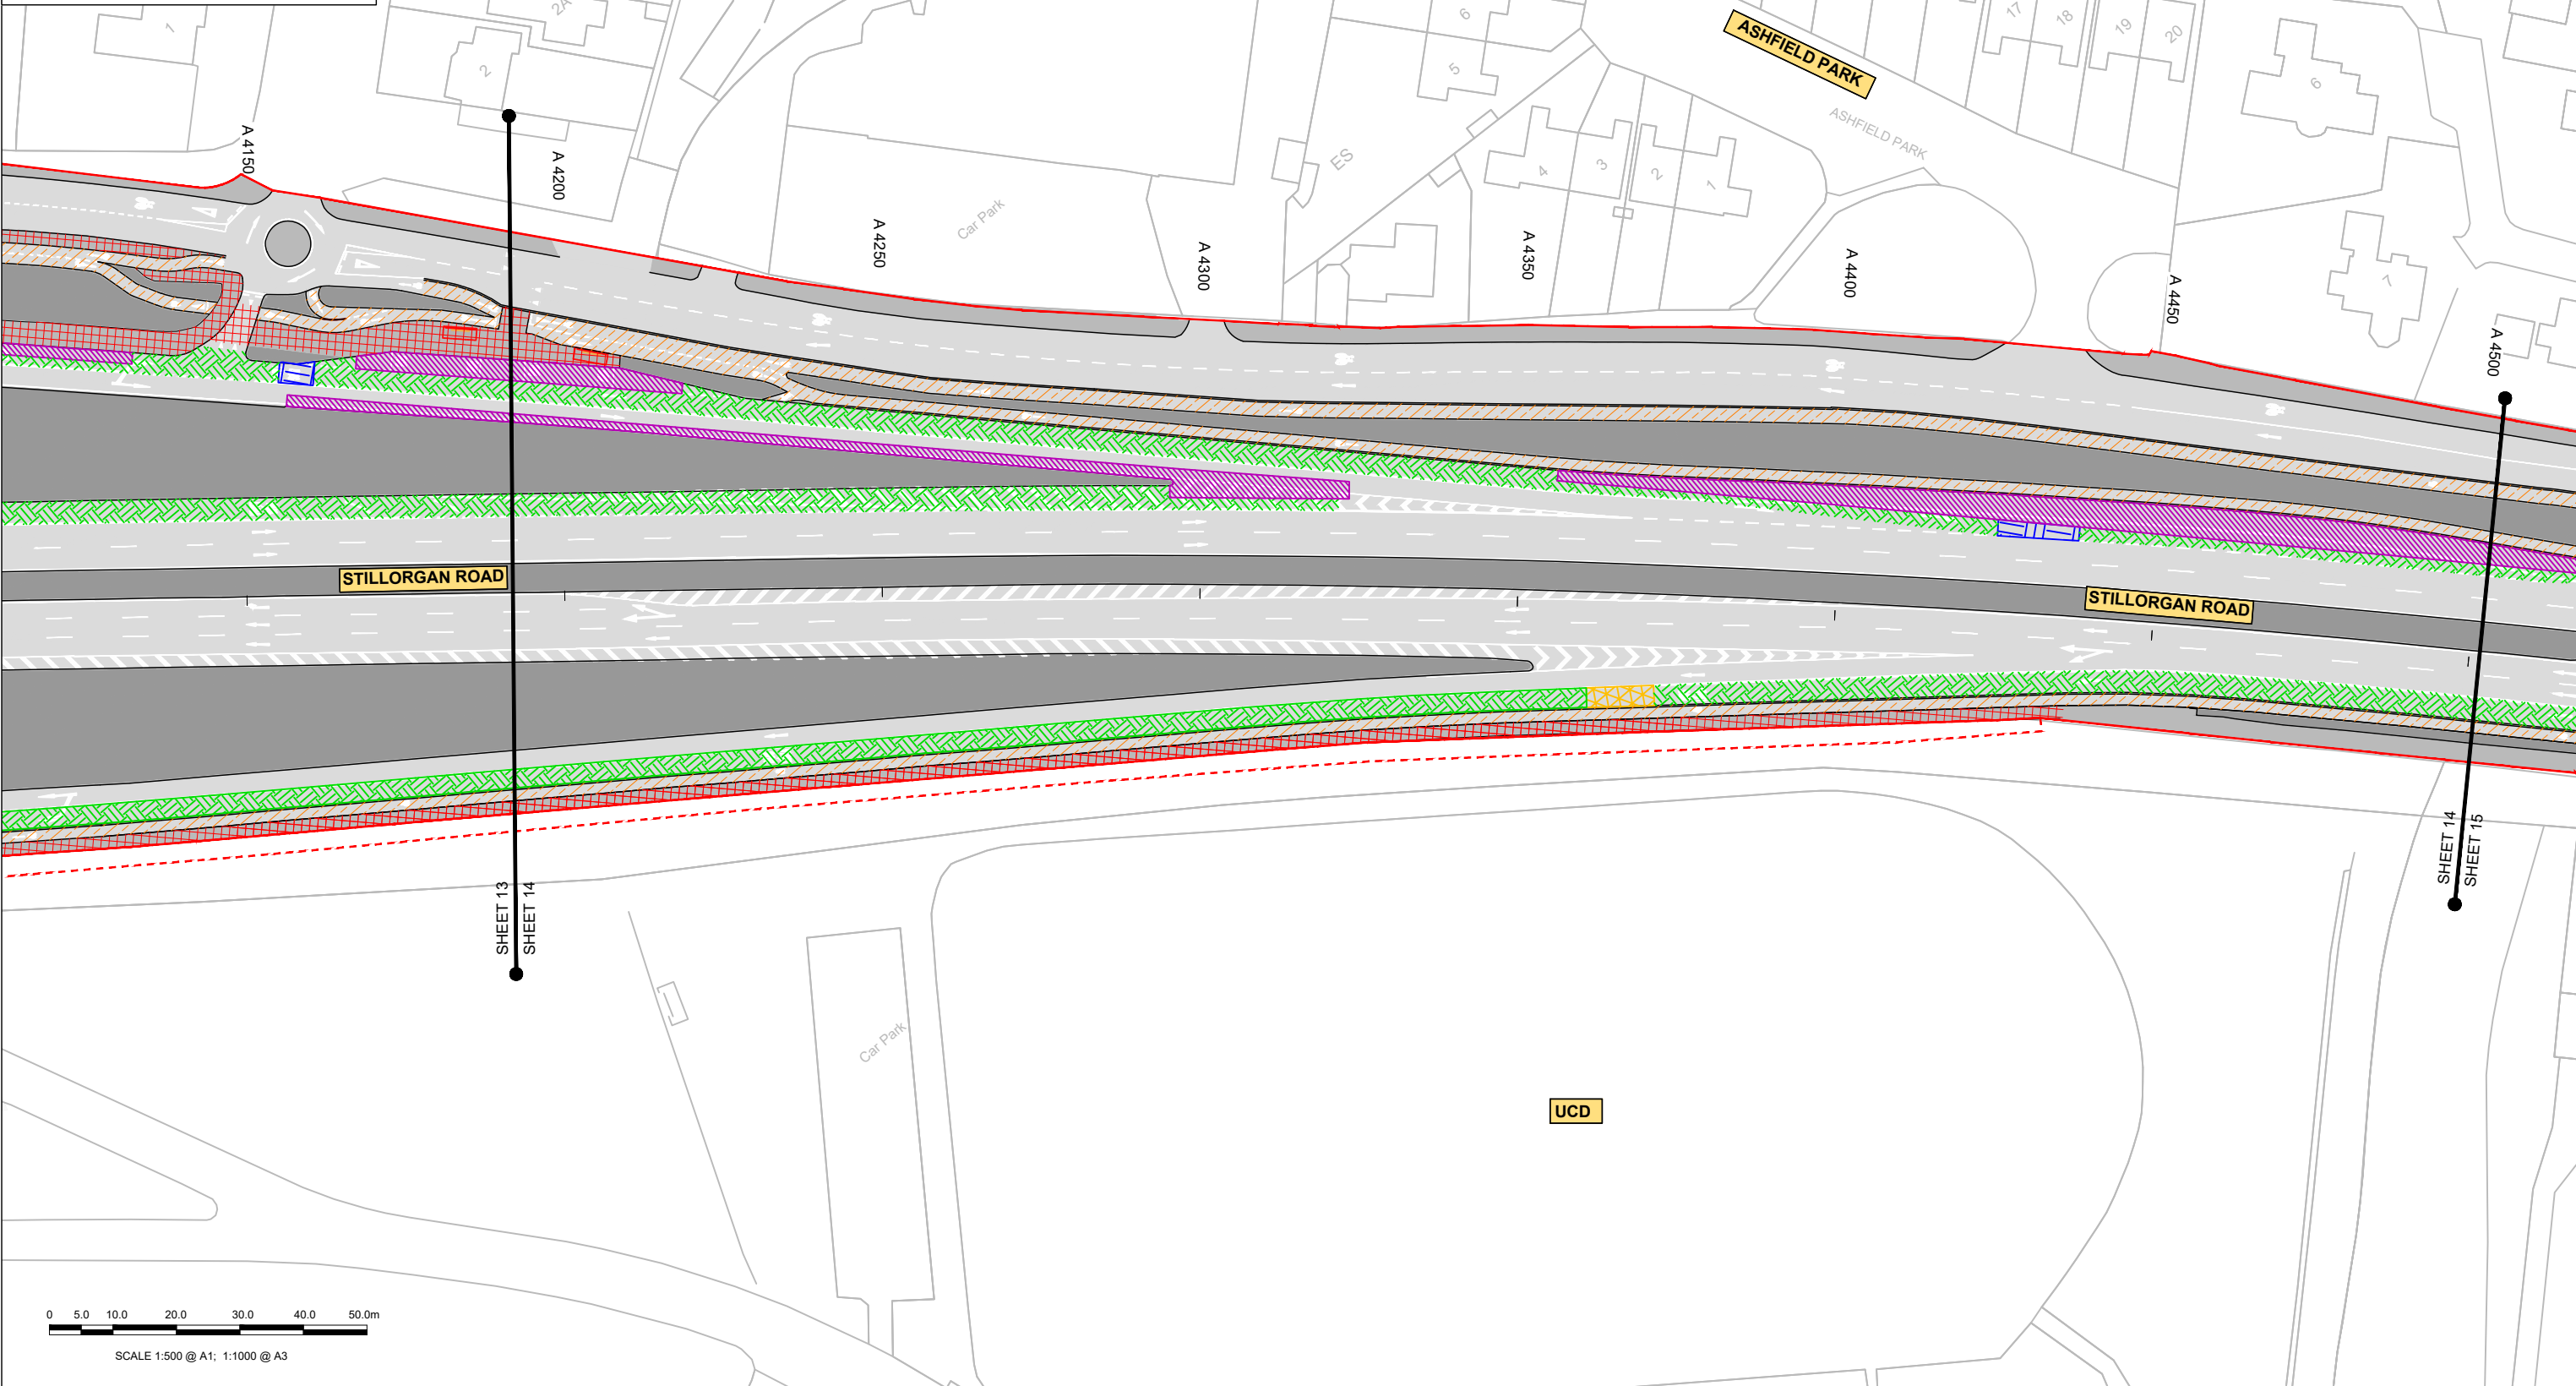 1
2A
2
6
5
ASHFIELD PARK
17
18
19
20
6
ASHFIELD PARK
A 4150
A 4200
ES
4
3
2
1
Car Park
A 4250
A 4300
A 4350
A 4400
A 4450
7
A 4500
STILLORGAN ROAD
STILLORGAN ROAD
SHEET 13
SHEET 14
SHEET 14
SHEET 15
Car Park
UCD
0 5.0 10.0 20.0 30.0 40.0 50.0m
SCALE 1:500 @ A1; 1:1000 @ A3